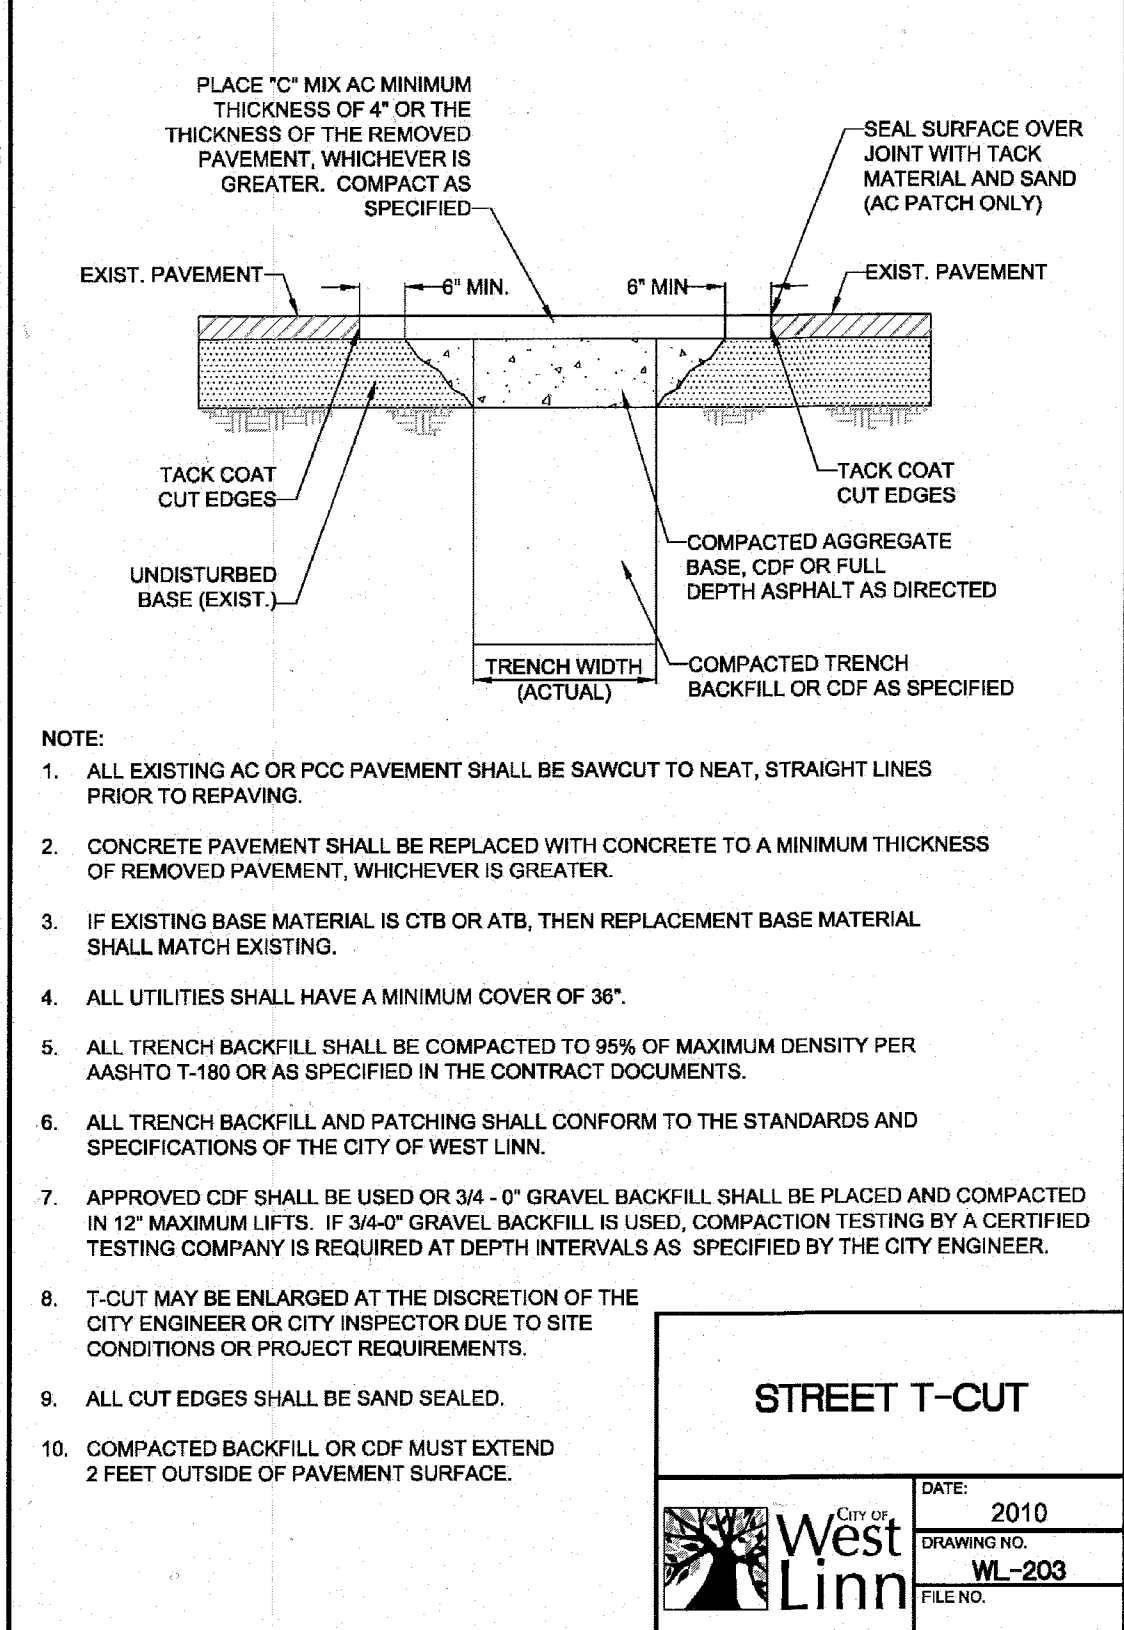 PLACE "C" MIX AC MINIMUM
THICKNESS OF 4" OR THE
THICKNESS OF THE REMOVED
PAVEMENT, WHICHEVER IS
GREATER. COMPACT AS
SPECIFIED
SEAL SURFACE OVER
JOINT WITH TACK
MATERIAL AND SAND
(AC PATCH ONLY)
EXIST. PAVEMENT
6" MIN.
6" MIN
EXIST. PAVEMENT
TACK COAT
CUT EDGES
TACK COAT
CUT EDGES
UNDISTURBED
BASE (EXIST.)
COMPACTED AGGREGATE
BASE, CDF OR FULL
DEPTH ASPHALT AS DIRECTED
TRENCH WIDTH
(ACTUAL)
COMPACTED TRENCH
BACKFILL OR CDF AS SPECIFIED
NOTE:
1. ALL EXISTING AC OR PCC PAVEMENT SHALL BE SAWCUT TO NEAT, STRAIGHT LINES
PRIOR TO REPAVING.
2. CONCRETE PAVEMENT SHALL BE REPLACED WITH CONCRETE TO A MINIMUM THICKNESS
OF REMOVED PAVEMENT, WHICHEVER IS GREATER.
3. IF EXISTING BASE MATERIAL IS CTB OR ATB, THEN REPLACEMENT BASE MATERIAL
SHALL MATCH EXISTING.
4. ALL UTILITIES SHALL HAVE A MINIMUM COVER OF 36".
5. ALL TRENCH BACKFILL SHALL BE COMPACTED TO 95% OF MAXIMUM DENSITY PER
AASHTO T-180 OR AS SPECIFIED IN THE CONTRACT DOCUMENTS.
6. ALL TRENCH BACKFILL AND PATCHING SHALL CONFORM TO THE STANDARDS AND
SPECIFICATIONS OF THE CITY OF WEST LINN.
7. APPROVED CDF SHALL BE USED OR 3/4 - 0" GRAVEL BACKFILL SHALL BE PLACED AND COMPACTED
IN 12" MAXIMUM LIFTS. IF 3/4-0" GRAVEL BACKFILL IS USED, COMPACTION TESTING BY A CERTIFIED
TESTING COMPANY IS REQUIRED AT DEPTH INTERVALS AS SPECIFIED BY THE CITY ENGINEER.
8. T-CUT MAY BE ENLARGED AT THE DISCRETION OF THE
CITY ENGINEER OR CITY INSPECTOR DUE TO SITE
CONDITIONS OR PROJECT REQUIREMENTS.
9. ALL CUT EDGES SHALL BE SAND SEALED.
10. COMPACTED BACKFILL OR CDF MUST EXTEND
2 FEET OUTSIDE OF PAVEMENT SURFACE.
STREET T-CUT
CITY OF
West
Linn
DATE:
2010
DRAWING NO.
WL-203
FILE NO.